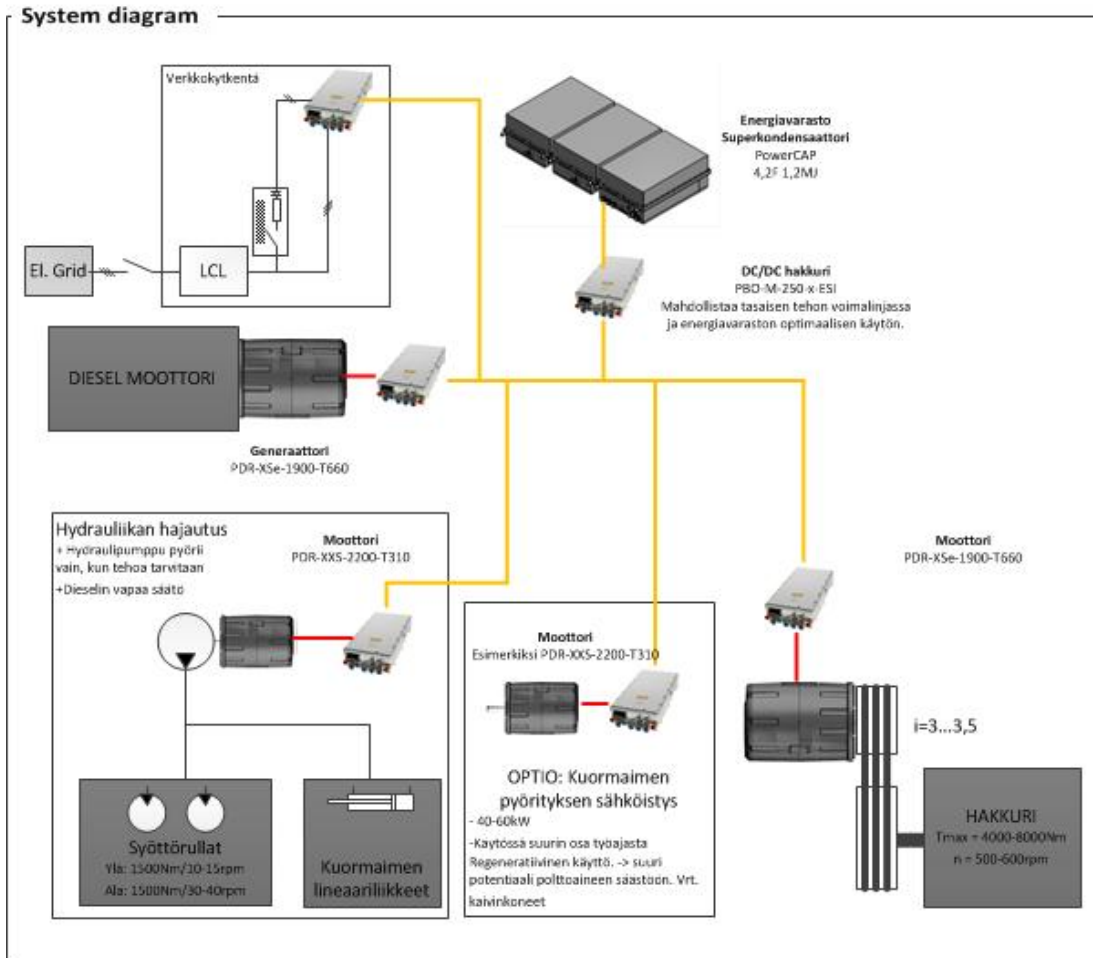 System diagram
Verkkokytkentä
El. Grid
LCL
Energiavarasto
Superkondensaattori
PowerCAP
4,2F 1,2MJ
DC/DC hakkuri
PBO-M-250-x-ESI
Mahdollistaa tasaisen tehon voimalinjassa
ja energiavaraston optimaalisen käytön.
DIESEL MOOTTORI
Generaattori
PDR-XSe-1900-T660
Hydrauliikan hajautus
+ Hydraulipumppu pyörii
vain, kun tehoa tarvitaan
+Dieselin vapaa säätö
Moottori
PDR-XXS-2200-T310
Syöttörullat
Ylä: 1500Nm/10-15rpm
Ala: 1500Nm/30-40rpm
Kuormaimen
lineaariliikkeet
Moottori
Esimerkiksi PDR-XXS-2200-T310
OPTIO: Kuormaimen
pyörityksen sähköistys
- 40-60kW
-Käytössä suurin osa työajasta
Regeneratiivinen käyttö. -> suuri
potentiaali polttoaineen säästöön. Vrt.
kaivinkoneet
Moottori
PDR-XSe-1900-T660
i=3...3,5
HAKKURI
Tmax = 4000-8000Nm
n = 500-600rpm